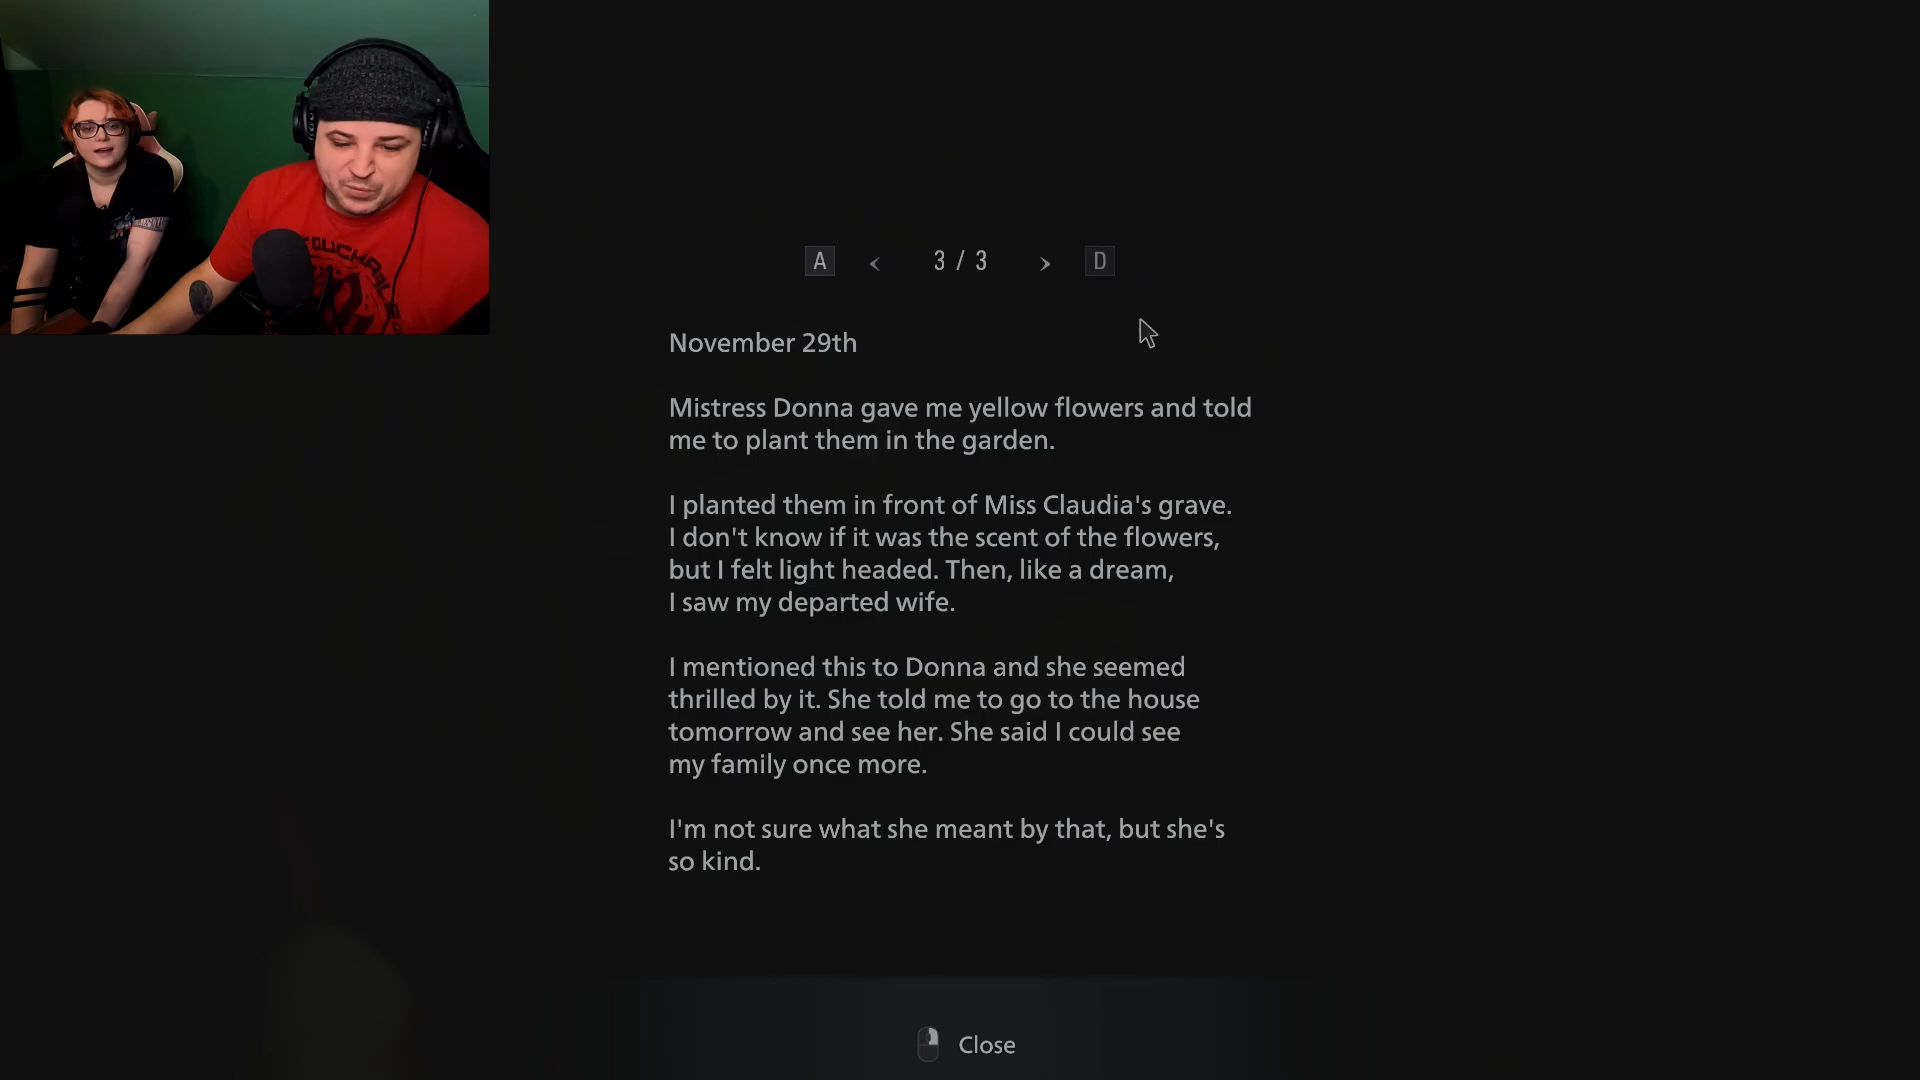 A < 3 / 3 > D
November 29th
Mistress Donna gave me yellow flowers and told
me to plant them in the garden.
I planted them in front of Miss Claudia's grave.
I don't know if it was the scent of the flowers,
but I felt light headed. Then, like a dream,
I saw my departed wife.
I mentioned this to Donna and she seemed
thrilled by it. She told me to go to the house
tomorrow and see her. She said I could see
my family once more.
I'm not sure what she meant by that, but she's
so kind.
Close